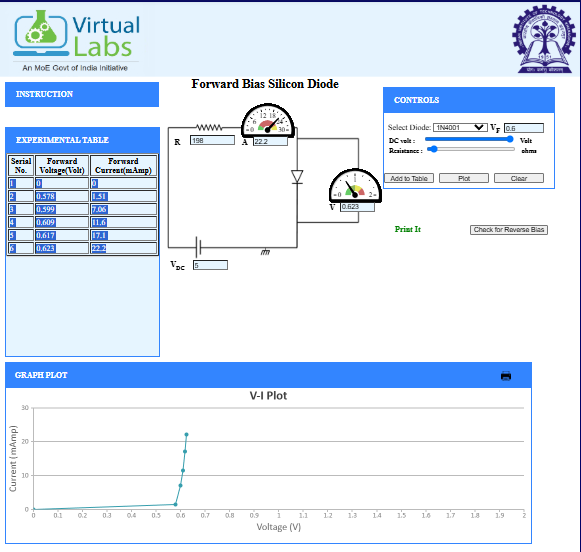 Virtual
Labs
An MoE Govt of India Initiative
INSTRUCTION
EXPERIMENTAL TABLE
Serial No. Forward Voltage(Volt) Forward Current(mAmp)
1 0 0
2 0.578 1.51
3 0.599 7.06
4 0.609 11.6
5 0.617 17.1
6 0.623 22.2
Forward Bias Silicon Diode
R 198
0 6 12 18 24 30
A 22.2
0 1 2
V 0.623
VDC 5
CONTROLS
Select Diode: 1N4001 VF 0.6
DC volt : Volt
Resistance : ohms
Add to Table Plot Clear
Print It Check for Reverse Bias
GRAPH PLOT
V-I Plot
Current (mAmp)
30
20
10
0
0 0.1 0.2 0.3 0.4 0.5 0.6 0.7 0.8 0.9 1 1.1 1.2 1.3 1.4 1.5 1.6 1.7 1.8 1.9 2
Voltage (V)